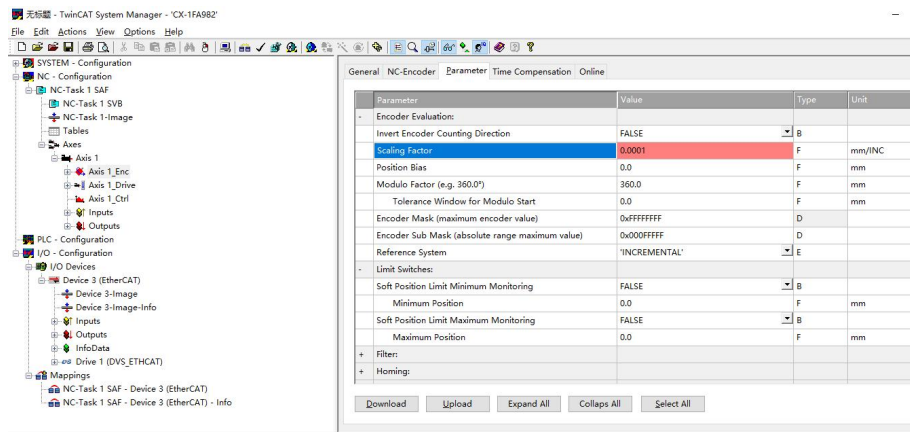 无标题 - TwinCAT System Manager - 'CX-1FA982'
File Edit Actions View Options Help
SYSTEM - Configuration
NC - Configuration
NC-Task 1 SAF
NC-Task 1 SVB
NC-Task 1-Image
Tables
Axes
Axis 1
Axis 1_Enc
Axis 1_Drive
Axis 1_Ctrl
Inputs
Outputs
PLC - Configuration
I/O - Configuration
I/O Devices
Device 3 (EtherCAT)
Device 3-Image
Device 3-Image-Info
Inputs
Outputs
InfoData
Drive 1 (DVS_ETHCAT)
Mappings
NC-Task 1 SAF - Device 3 (EtherCAT)
NC-Task 1 SAF - Device 3 (EtherCAT) - Info
General NC-Encoder Parameter Time Compensation Online
Parameter Value Type Unit
- Encoder Evaluation:
Invert Encoder Counting Direction FALSE B
Scaling Factor 0.0001 F mm/INC
Position Bias 0.0 F mm
Modulo Factor (e.g. 360.0°) 360.0 F mm
Tolerance Window for Modulo Start 0.0 F mm
Encoder Mask (maximum encoder value) 0xFFFFFFFF D
Encoder Sub Mask (absolute range maximum value) 0x000FFFFF D
Reference System 'INCREMENTAL' E
- Limit Switches:
Soft Position Limit Minimum Monitoring FALSE B
Minimum Position 0.0 F mm
Soft Position Limit Maximum Monitoring FALSE B
Maximum Position 0.0 F mm
+ Filter:
+ Homing:
Download Upload Expand All Collaps All Select All